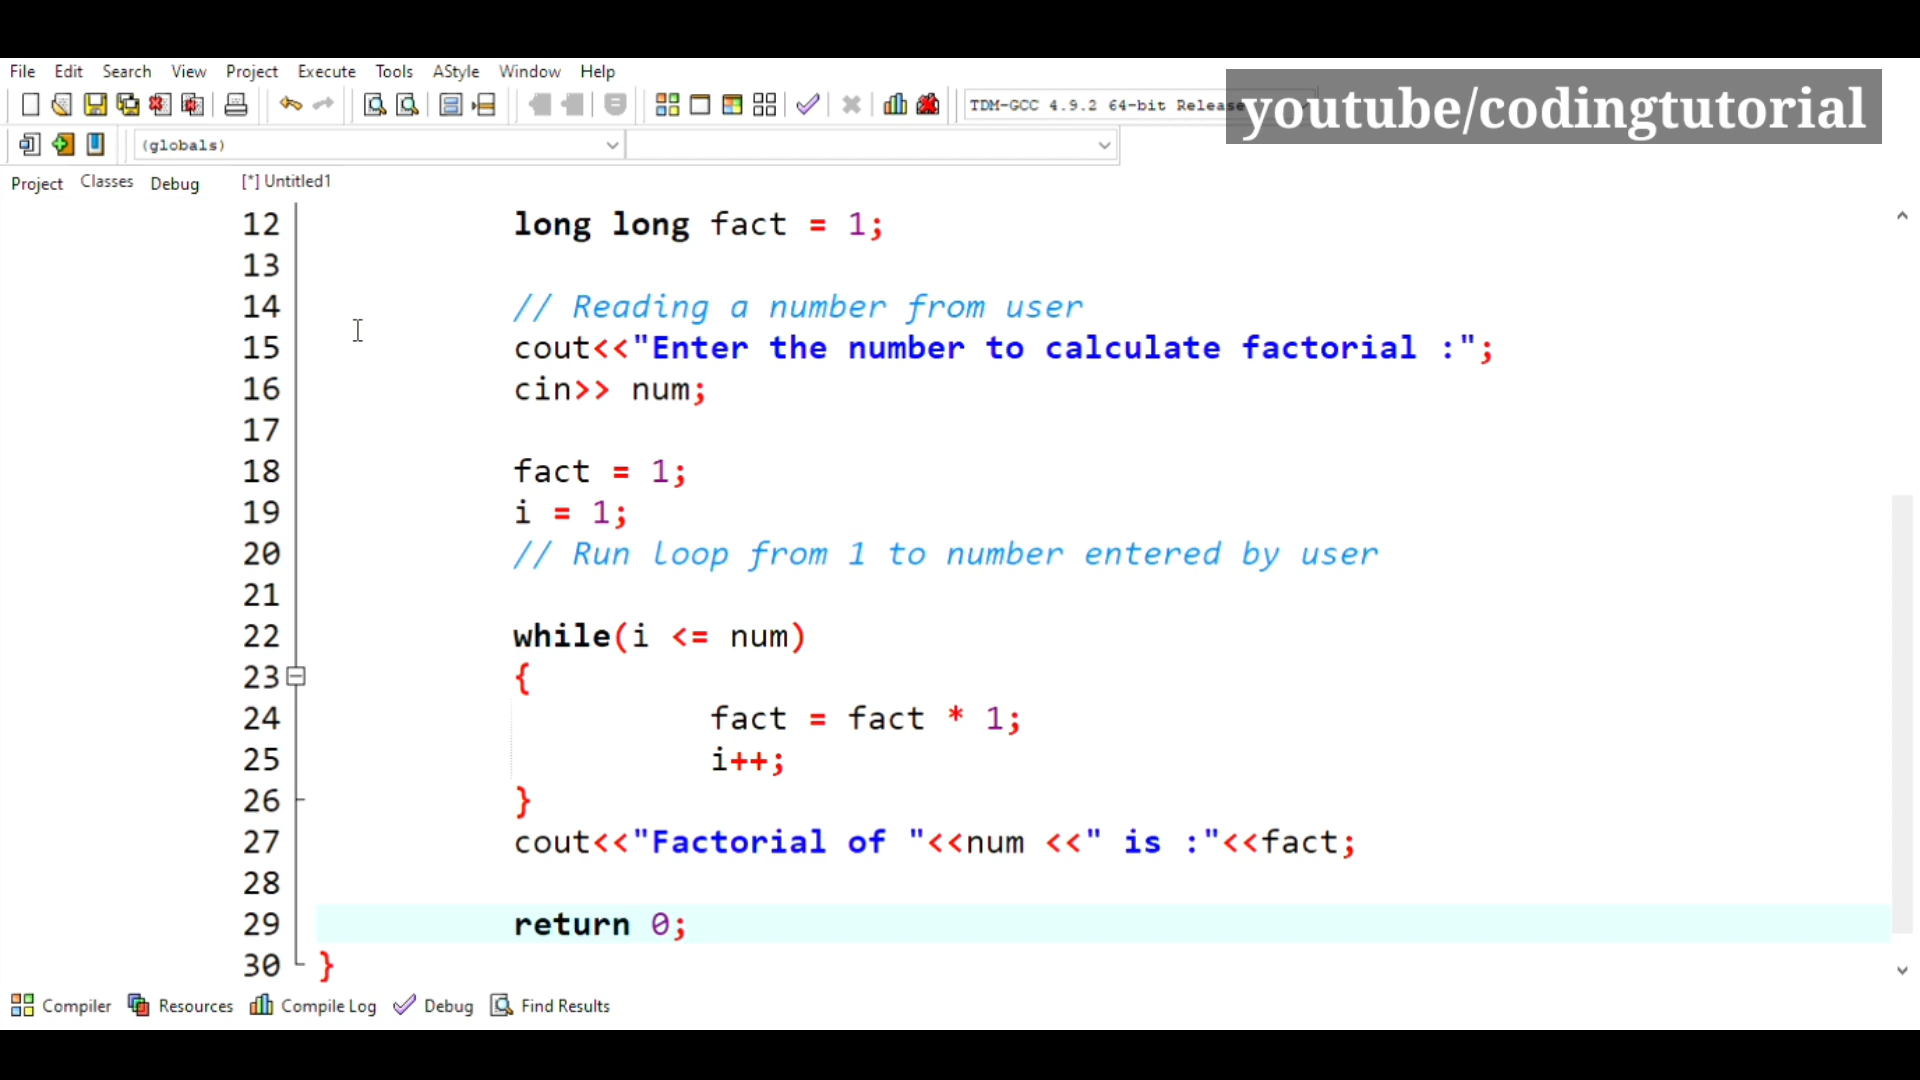 File Edit Search View Project Execute Tools AStyle Window Help
TDM-GCC 4.9.2 64-bit Release
youtube/codingtutorial
(globals)
Project Classes Debug [*] Untitled1
12 long long fact = 1;
13
14 // Reading a number from user
15 cout<<"Enter the number to calculate factorial :";
16 cin>> num;
17
18 fact = 1;
19 i = 1;
20 // Run loop from 1 to number entered by user
21
22 while(i <= num)
23 {
24 fact = fact * 1;
25 i++;
26 }
27 cout<<"Factorial of "<<num <<" is :"<<fact;
28
29 return 0;
30 }
Compiler Resources Compile Log Debug Find Results